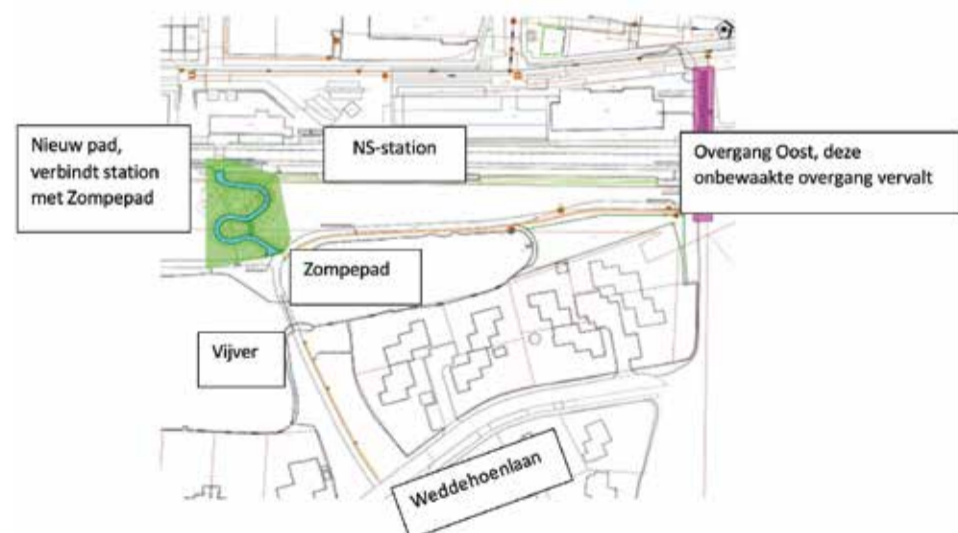 Nieuw pad,
verbindt station
met Zompepad
NS-station
Overgang Oost, deze
onbewaakte overgang vervalt
Zompepad
Vijver
Weddehoenlaan